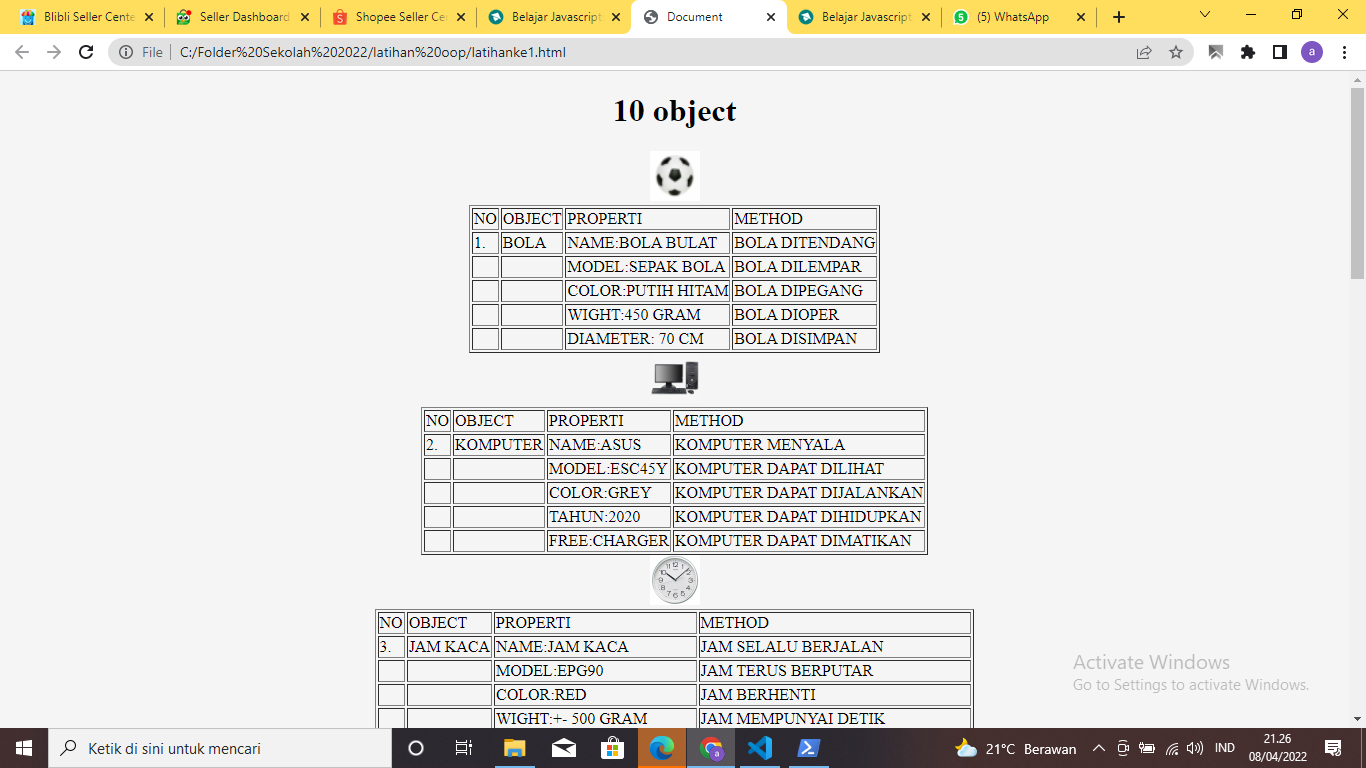 Blibli Seller Cente
Seller Dashboard
Shopee Seller Ce
Belajar Javascript
Document
Belajar Javascript
(5) WhatsApp
File C:/Folder%20Sekolah%202022/latihan%20oop/latihanke1.html
a
10 object
NO OBJECT PROPERTI METHOD
1. BOLA NAME:BOLA BULAT BOLA DITENDANG
MODEL:SEPAK BOLA BOLA DILEMPAR
COLOR:PUTIH HITAM BOLA DIPEGANG
WIGHT:450 GRAM BOLA DIOPER
DIAMETER: 70 CM BOLA DISIMPAN
NO OBJECT PROPERTI METHOD
2. KOMPUTER NAME:ASUS KOMPUTER MENYALA
MODEL:ESC45Y KOMPUTER DAPAT DILIHAT
COLOR:GREY KOMPUTER DAPAT DIJALANKAN
TAHUN:2020 KOMPUTER DAPAT DIHIDUPKAN
FREE:CHARGER KOMPUTER DAPAT DIMATIKAN
NO OBJECT PROPERTI METHOD
3. JAM KACA NAME:JAM KACA JAM SELALU BERJALAN
MODEL:EPG90 JAM TERUS BERPUTAR
COLOR:RED JAM BERHENTI
WIGHT:+- 500 GRAM JAM MEMPUNYAI DETIK
Activate Windows
Go to Settings to activate Windows.
Ketik di sini untuk mencari
21°C Berawan
IND
21.26
08/04/2022